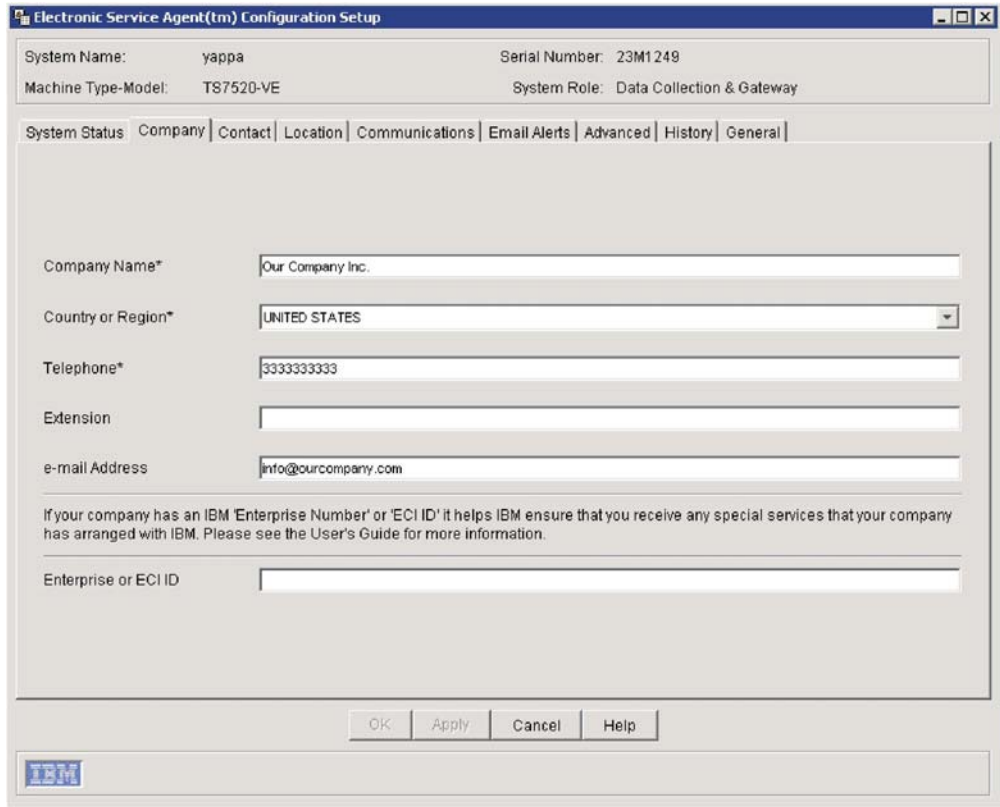 Electronic Service Agent(tm) Configuration Setup
System Name: yappa Serial Number: 23M1249
Machine Type-Model: TS7520-VE System Role: Data Collection & Gateway
System Status Company Contact Location Communications Email Alerts Advanced History General
Company Name* Our Company Inc.
Country or Region* UNITED STATES
Telephone* 3333333333
Extension
e-mail Address info@ourcompany.com
If your company has an IBM 'Enterprise Number' or 'ECI ID' it helps IBM ensure that you receive any special services that your company
has arranged with IBM. Please see the User's Guide for more information.
Enterprise or ECI ID
OK Apply Cancel Help
IBM